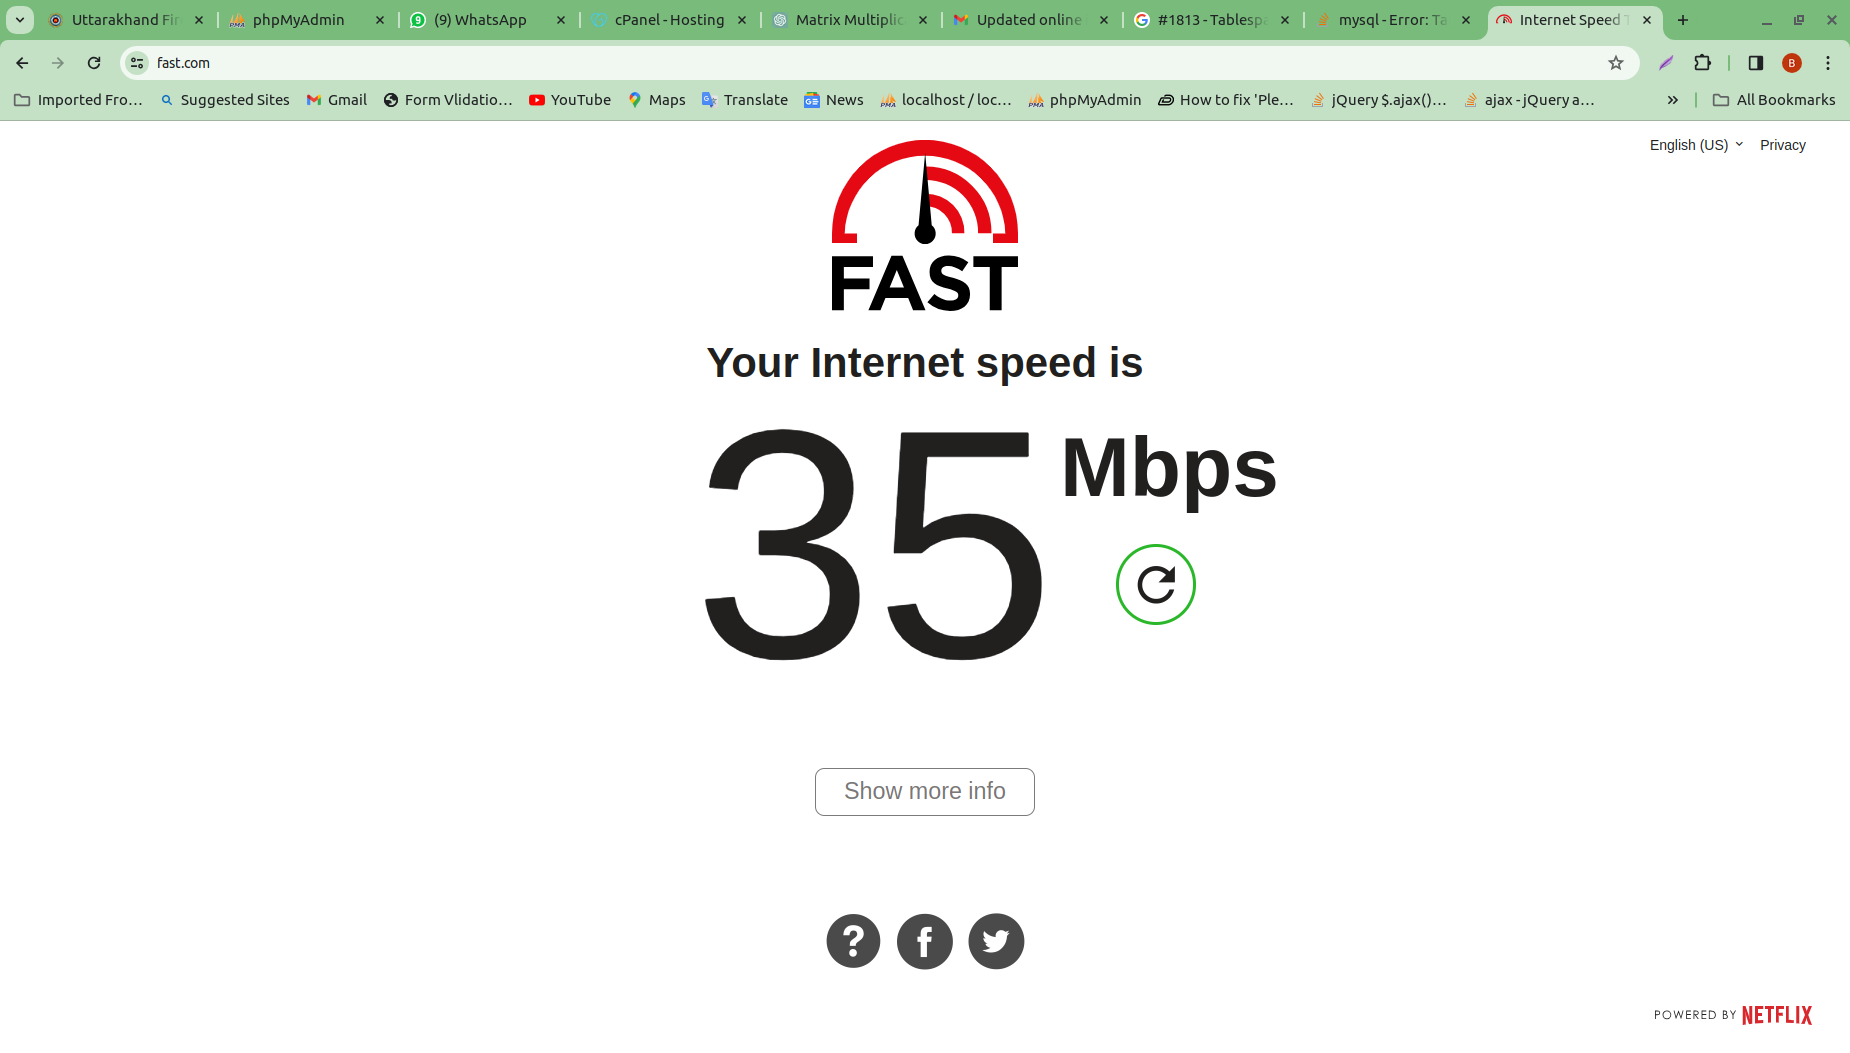 Uttarakhand Fir
phpMyAdmin
(9) WhatsApp
cPanel - Hosting
Matrix Multiplic
Updated online
#1813 - Tablespa
mysql - Error: Ta
Internet Speed T
fast.com
B
Imported Fro...
Suggested Sites
Gmail
Form Vlidatio...
YouTube
Maps
Translate
News
localhost / loc...
phpMyAdmin
How to fix 'Ple...
jQuery $.ajax()...
ajax - jQuery a...
All Bookmarks
English (US)
Privacy
FAST
Your Internet speed is
35 Mbps
Show more info
POWERED BY NETFLIX